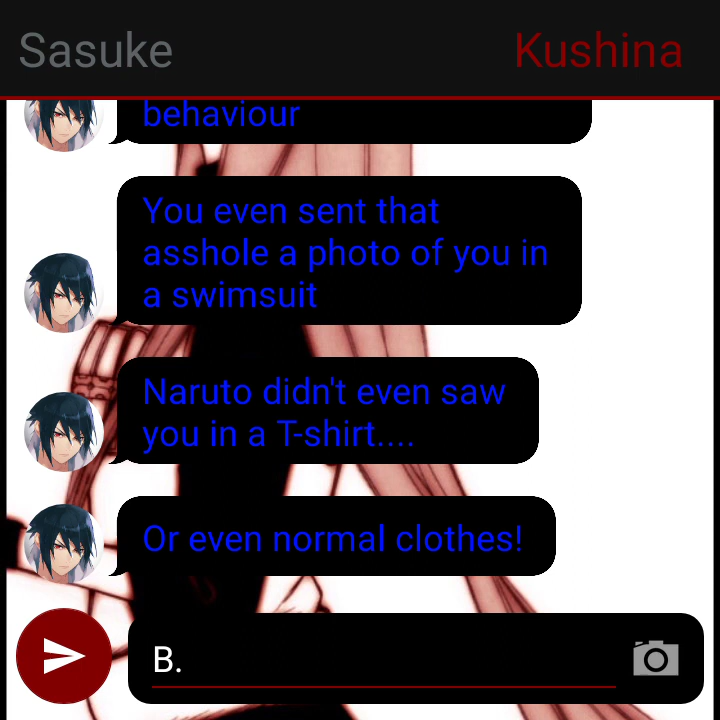 Sasuke Kushina
behaviour
You even sent that
asshole a photo of you in
a swimsuit
Naruto didn't even saw
you in a T-shirt....
Or even normal clothes!
B.